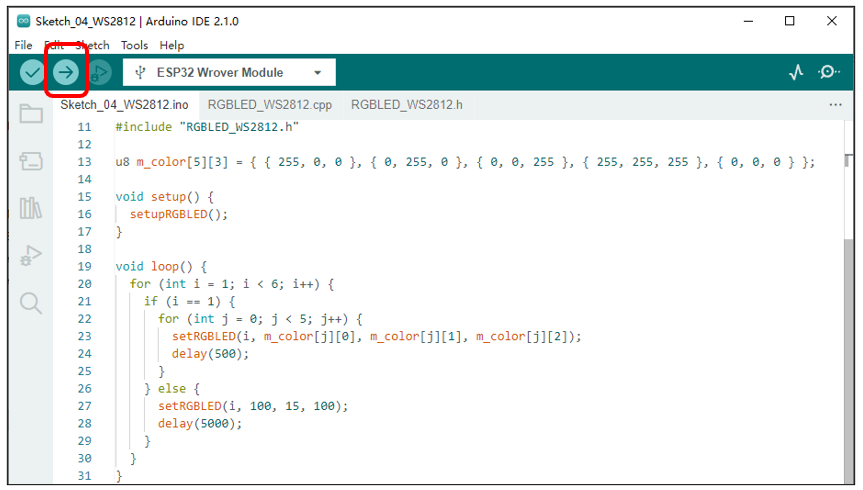 Sketch_04_WS2812 | Arduino IDE 2.1.0
File Edit Sketch Tools Help
ESP32 Wrover Module
Sketch_04_WS2812.ino RGBLED_WS2812.cpp RGBLED_WS2812.h
11 #include "RGBLED_WS2812.h"
12
13 u8 m_color[5][3] = { { 255, 0, 0 }, { 0, 255, 0 }, { 0, 0, 255 }, { 255, 255, 255 }, { 0, 0, 0 } };
14
15 void setup() {
16   setupRGBLED();
17 }
18
19 void loop() {
20   for (int i = 1; i < 6; i++) {
21     if (i == 1) {
22       for (int j = 0; j < 5; j++) {
23         setRGBLED(i, m_color[j][0], m_color[j][1], m_color[j][2]);
24         delay(500);
25       }
26     } else {
27       setRGBLED(i, 100, 15, 100);
28       delay(5000);
29     }
30   }
31 }